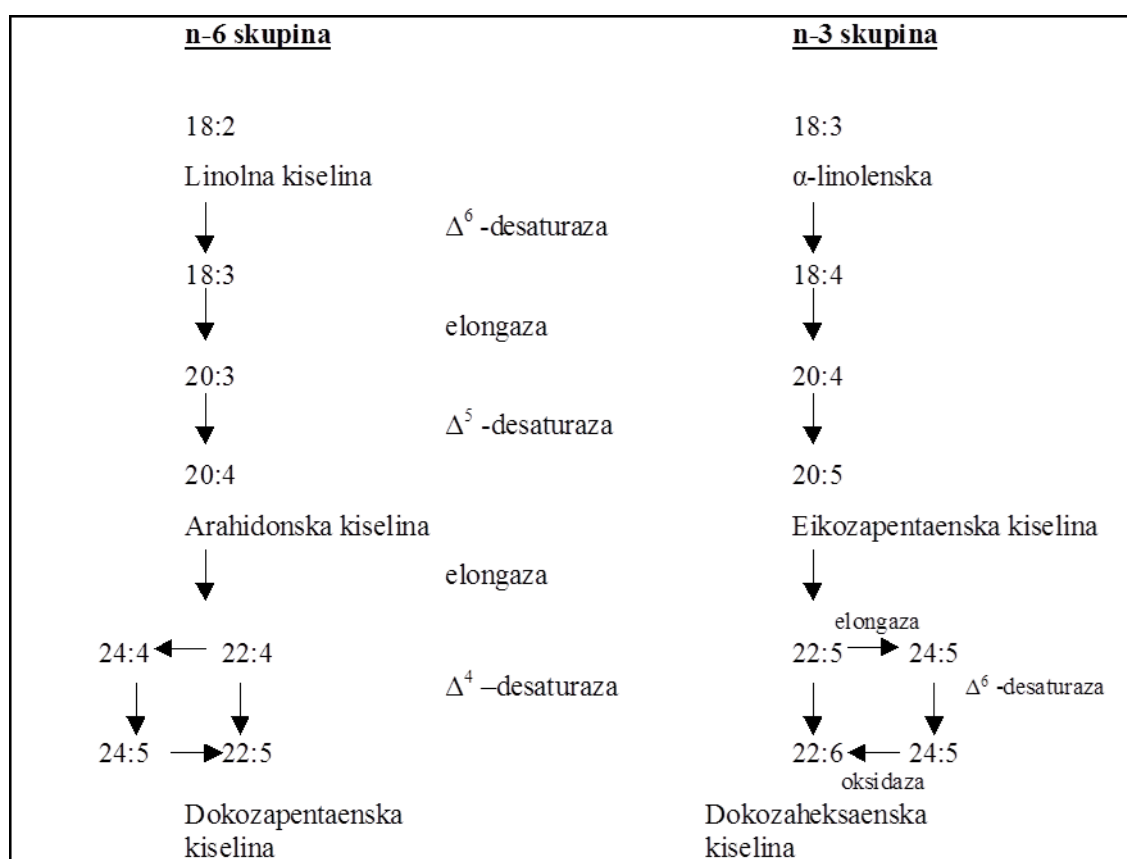 n-6 skupina n-3 skupina
18:2 18:3
Linolna kiselina α-linolenska
Δ⁶ -desaturaza
18:3 18:4
elongaza
20:3 20:4
Δ⁵ -desaturaza
20:4 20:5
Arahidonska kiselina Eikozapentaenska kiselina
elongaza
elongaza
24:4 22:4 22:5 24:5
Δ⁴ –desaturaza Δ⁶ -desaturaza
24:5 22:5 22:6 24:5
oksidaza
Dokozapentaenska Dokozaheksaenska
kiselina kiselina